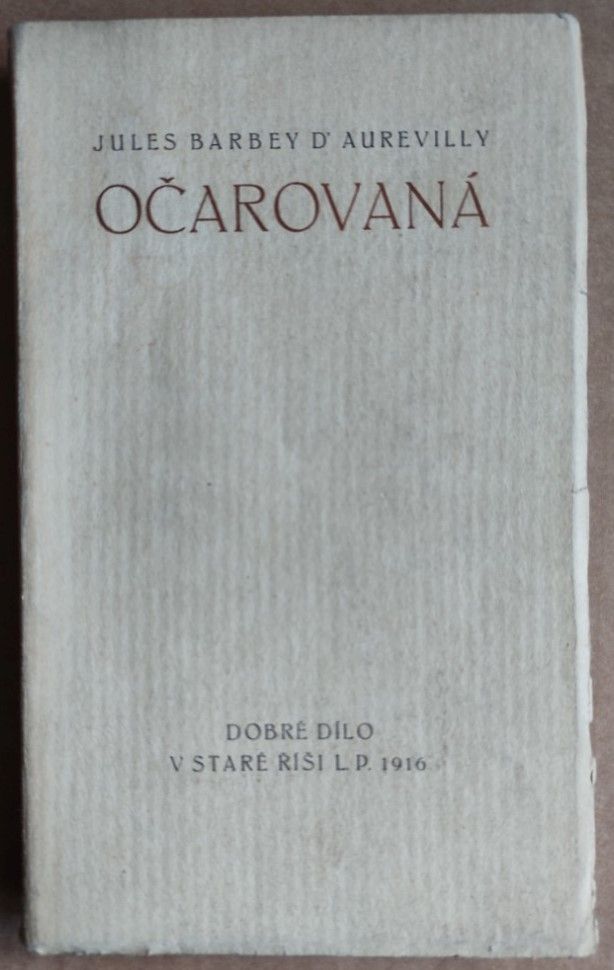 JULES BARBEY D' AUREVILLY
OČAROVANÁ
DOBRÉ DÍLO
V STARÉ ŘÍŠI L. P. 1916